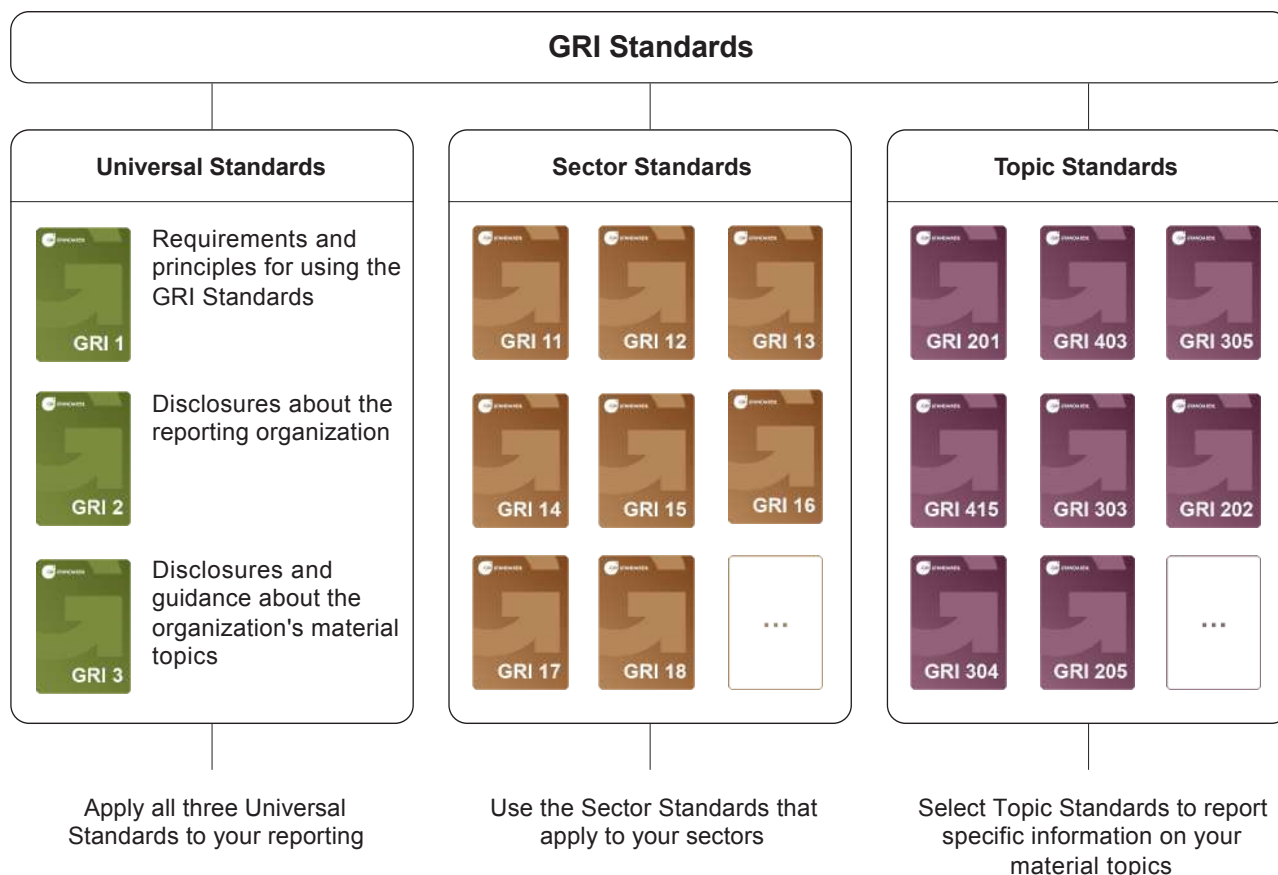 GRI Standards
Universal Standards
GRI 1
Requirements and
principles for using the
GRI Standards
GRI 2
Disclosures about the
reporting organization
GRI 3
Disclosures and
guidance about the
organization's material
topics
Apply all three Universal
Standards to your reporting
Sector Standards
GRI 11
GRI 12
GRI 13
GRI 14
GRI 15
GRI 16
GRI 17
GRI 18
...
Use the Sector Standards that
apply to your sectors
Topic Standards
GRI 201
GRI 403
GRI 305
GRI 415
GRI 303
GRI 202
GRI 304
GRI 205
...
Select Topic Standards to report
specific information on your
material topics